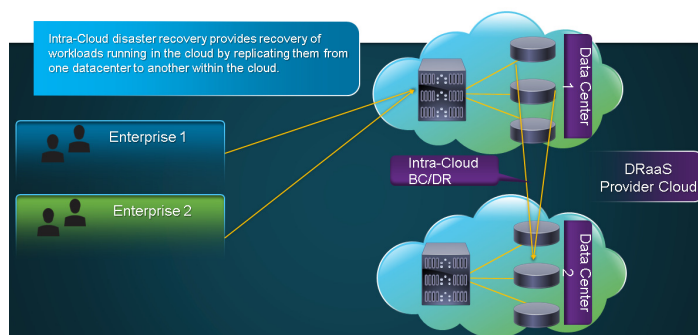 Intra-Cloud disaster recovery provides recovery of
workloads running in the cloud by replicating them from
one datacenter to another within the cloud.
Data Center
1
Enterprise 1
Intra-Cloud
BC/DR
DRaaS
Provider Cloud
Enterprise 2
Data Center
2